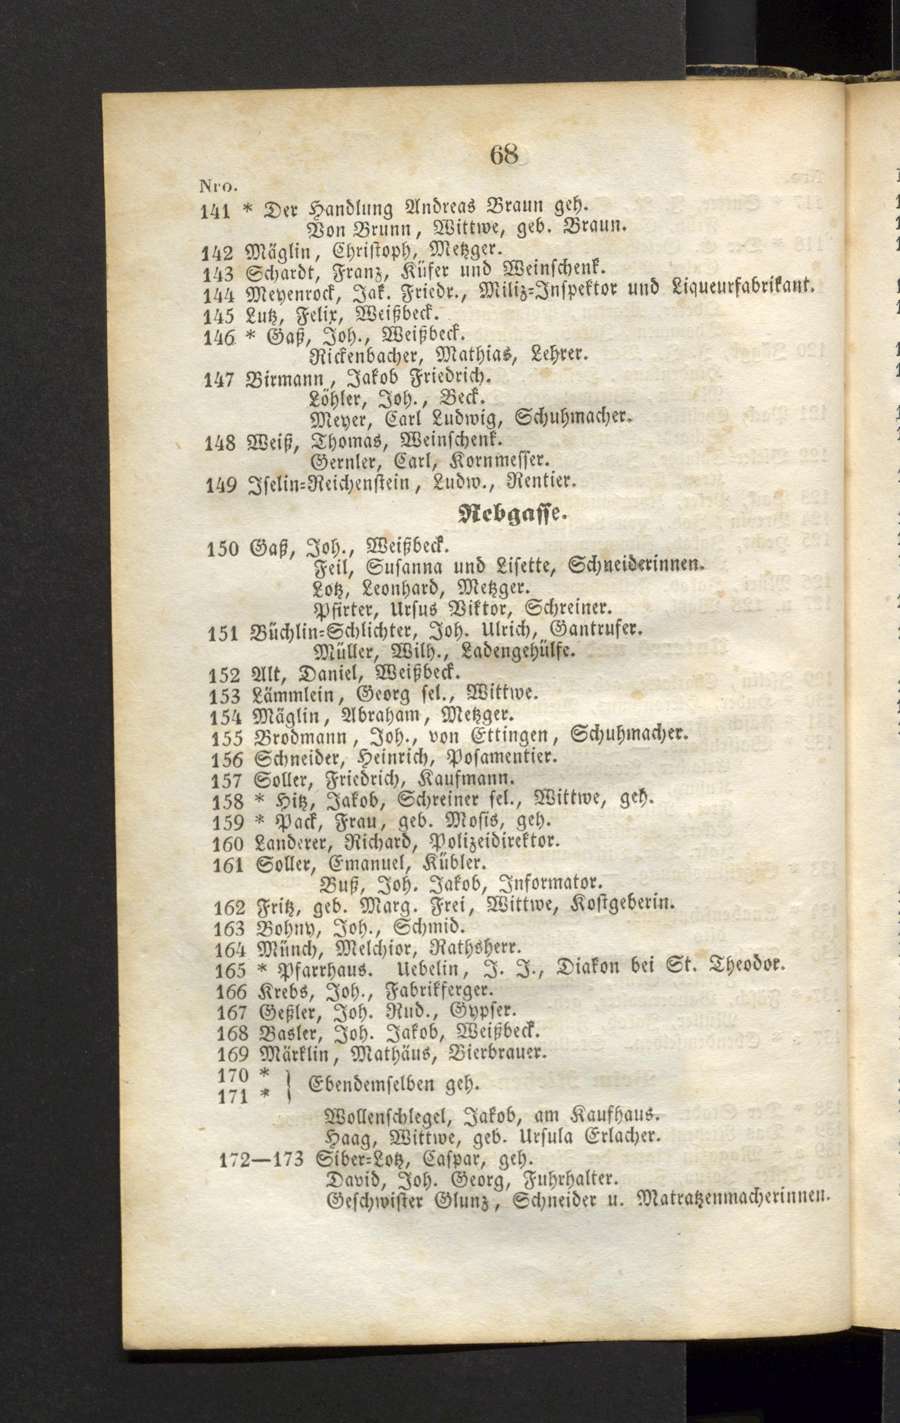 68
Nro.
141 * Der Handlung Andreas Braun geh.
Von Brunn, Wittwe, geb. Braun.
142 Mäglin, Christoph, Metzger.
143 Schardt, Franz, Küfer und Weinschenk.
144 Meyenrock, Jak. Friedr., Miliz=Inspektor und Liqueurfabrikant.
145 Lutz, Felix, Weißbeck.
146 * Gaß, Joh., Weißbeck.
Rickenbacher, Mathias, Lehrer.
147 Birmann, Jakob Friedrich.
Löhler, Joh., Beck.
Meyer, Carl Ludwig, Schuhmacher.
148 Weiß, Thomas, Weinschenk.
Gernler, Carl, Kornmesser.
149 Iselin=Reichenstein, Ludw., Rentier.
Rebgasse.
150 Gaß, Joh., Weißbeck.
Feil, Susanna und Lisette, Schneiderinnen.
Lotz, Leonhard, Metzger.
Pfirter, Ursus Viktor, Schreiner.
151 Büchlin=Schlichter, Joh. Ulrich, Gantrufer.
Müller, Wilh., Ladengehülfe.
152 Alt, Daniel, Weißbeck.
153 Lämmlein, Georg sel., Wittwe.
154 Mäglin, Abraham, Metzger.
155 Brodmann, Joh., von Ettingen, Schuhmacher.
156 Schneider, Heinrich, Posamentier.
157 Soller, Friedrich, Kaufmann.
158 * Hitz, Jakob, Schreiner sel., Wittwe, geh.
159 * Pack, Frau, geb. Mosis, geh.
160 Landerer, Richard, Polizeidirektor.
161 Soller, Emanuel, Kübler.
Buß, Joh. Jakob, Informator.
162 Fritz, geb. Marg. Frei, Wittwe, Kostgeberin.
163 Bohny, Joh., Schmid.
164 Münch, Melchior, Rathsherr.
165 * Pfarrhaus. Uebelin, J. J., Diakon bei St. Theodor.
166 Krebs, Joh., Fabrikferger.
167 Geßler, Joh. Rud., Gypser.
168 Basler, Joh. Jakob, Weißbeck.
169 Märklin, Mathäus, Bierbrauer.
170 *
171 * } Ebendemselben geh.
Wollenschlegel, Jakob, am Kaufhaus.
Haag, Wittwe, geb. Ursula Erlacher.
172—173 Siber=Lotz, Caspar, geh.
David, Joh. Georg, Fuhrhalter.
Geschwister Glunz, Schneider u. Matratzenmacherinnen.